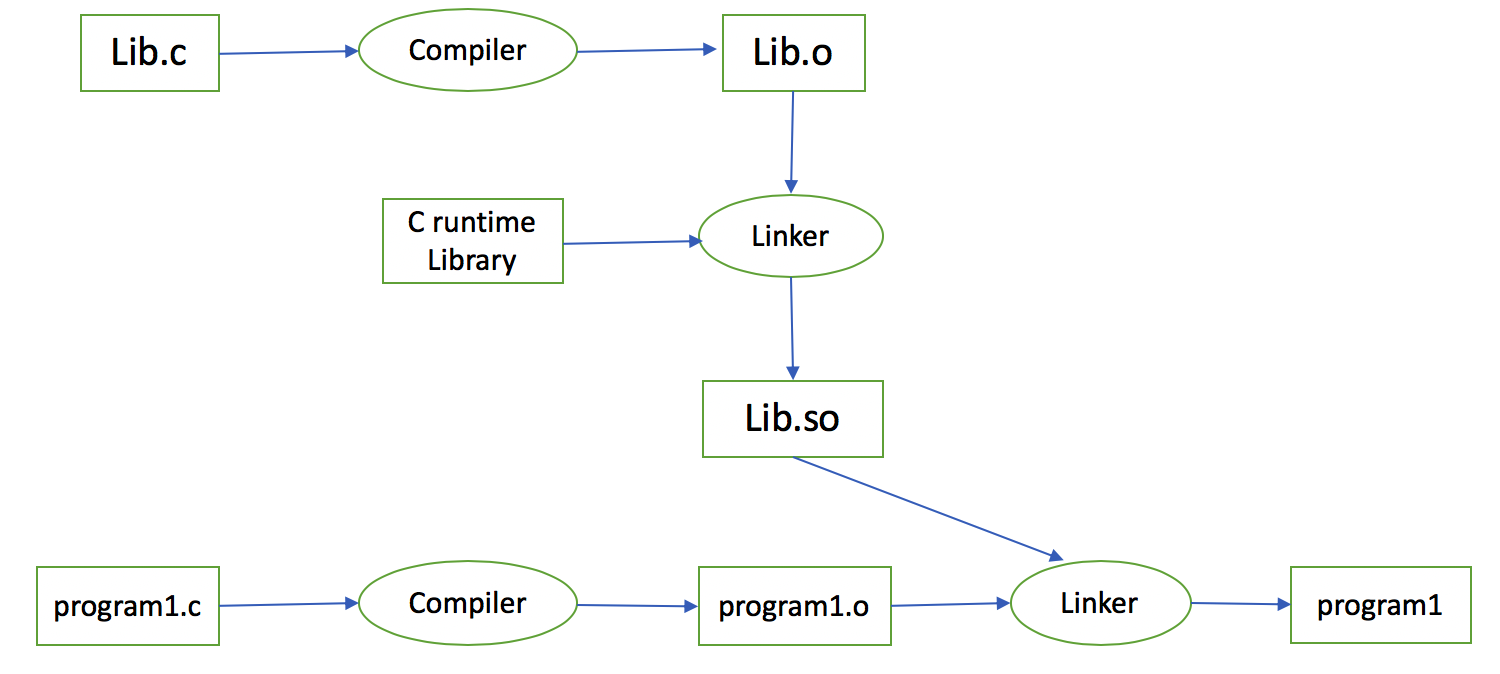 Lib.c
Compiler
Lib.o
C runtime
Library
Linker
Lib.so
program1.c
Compiler
program1.o
Linker
program1